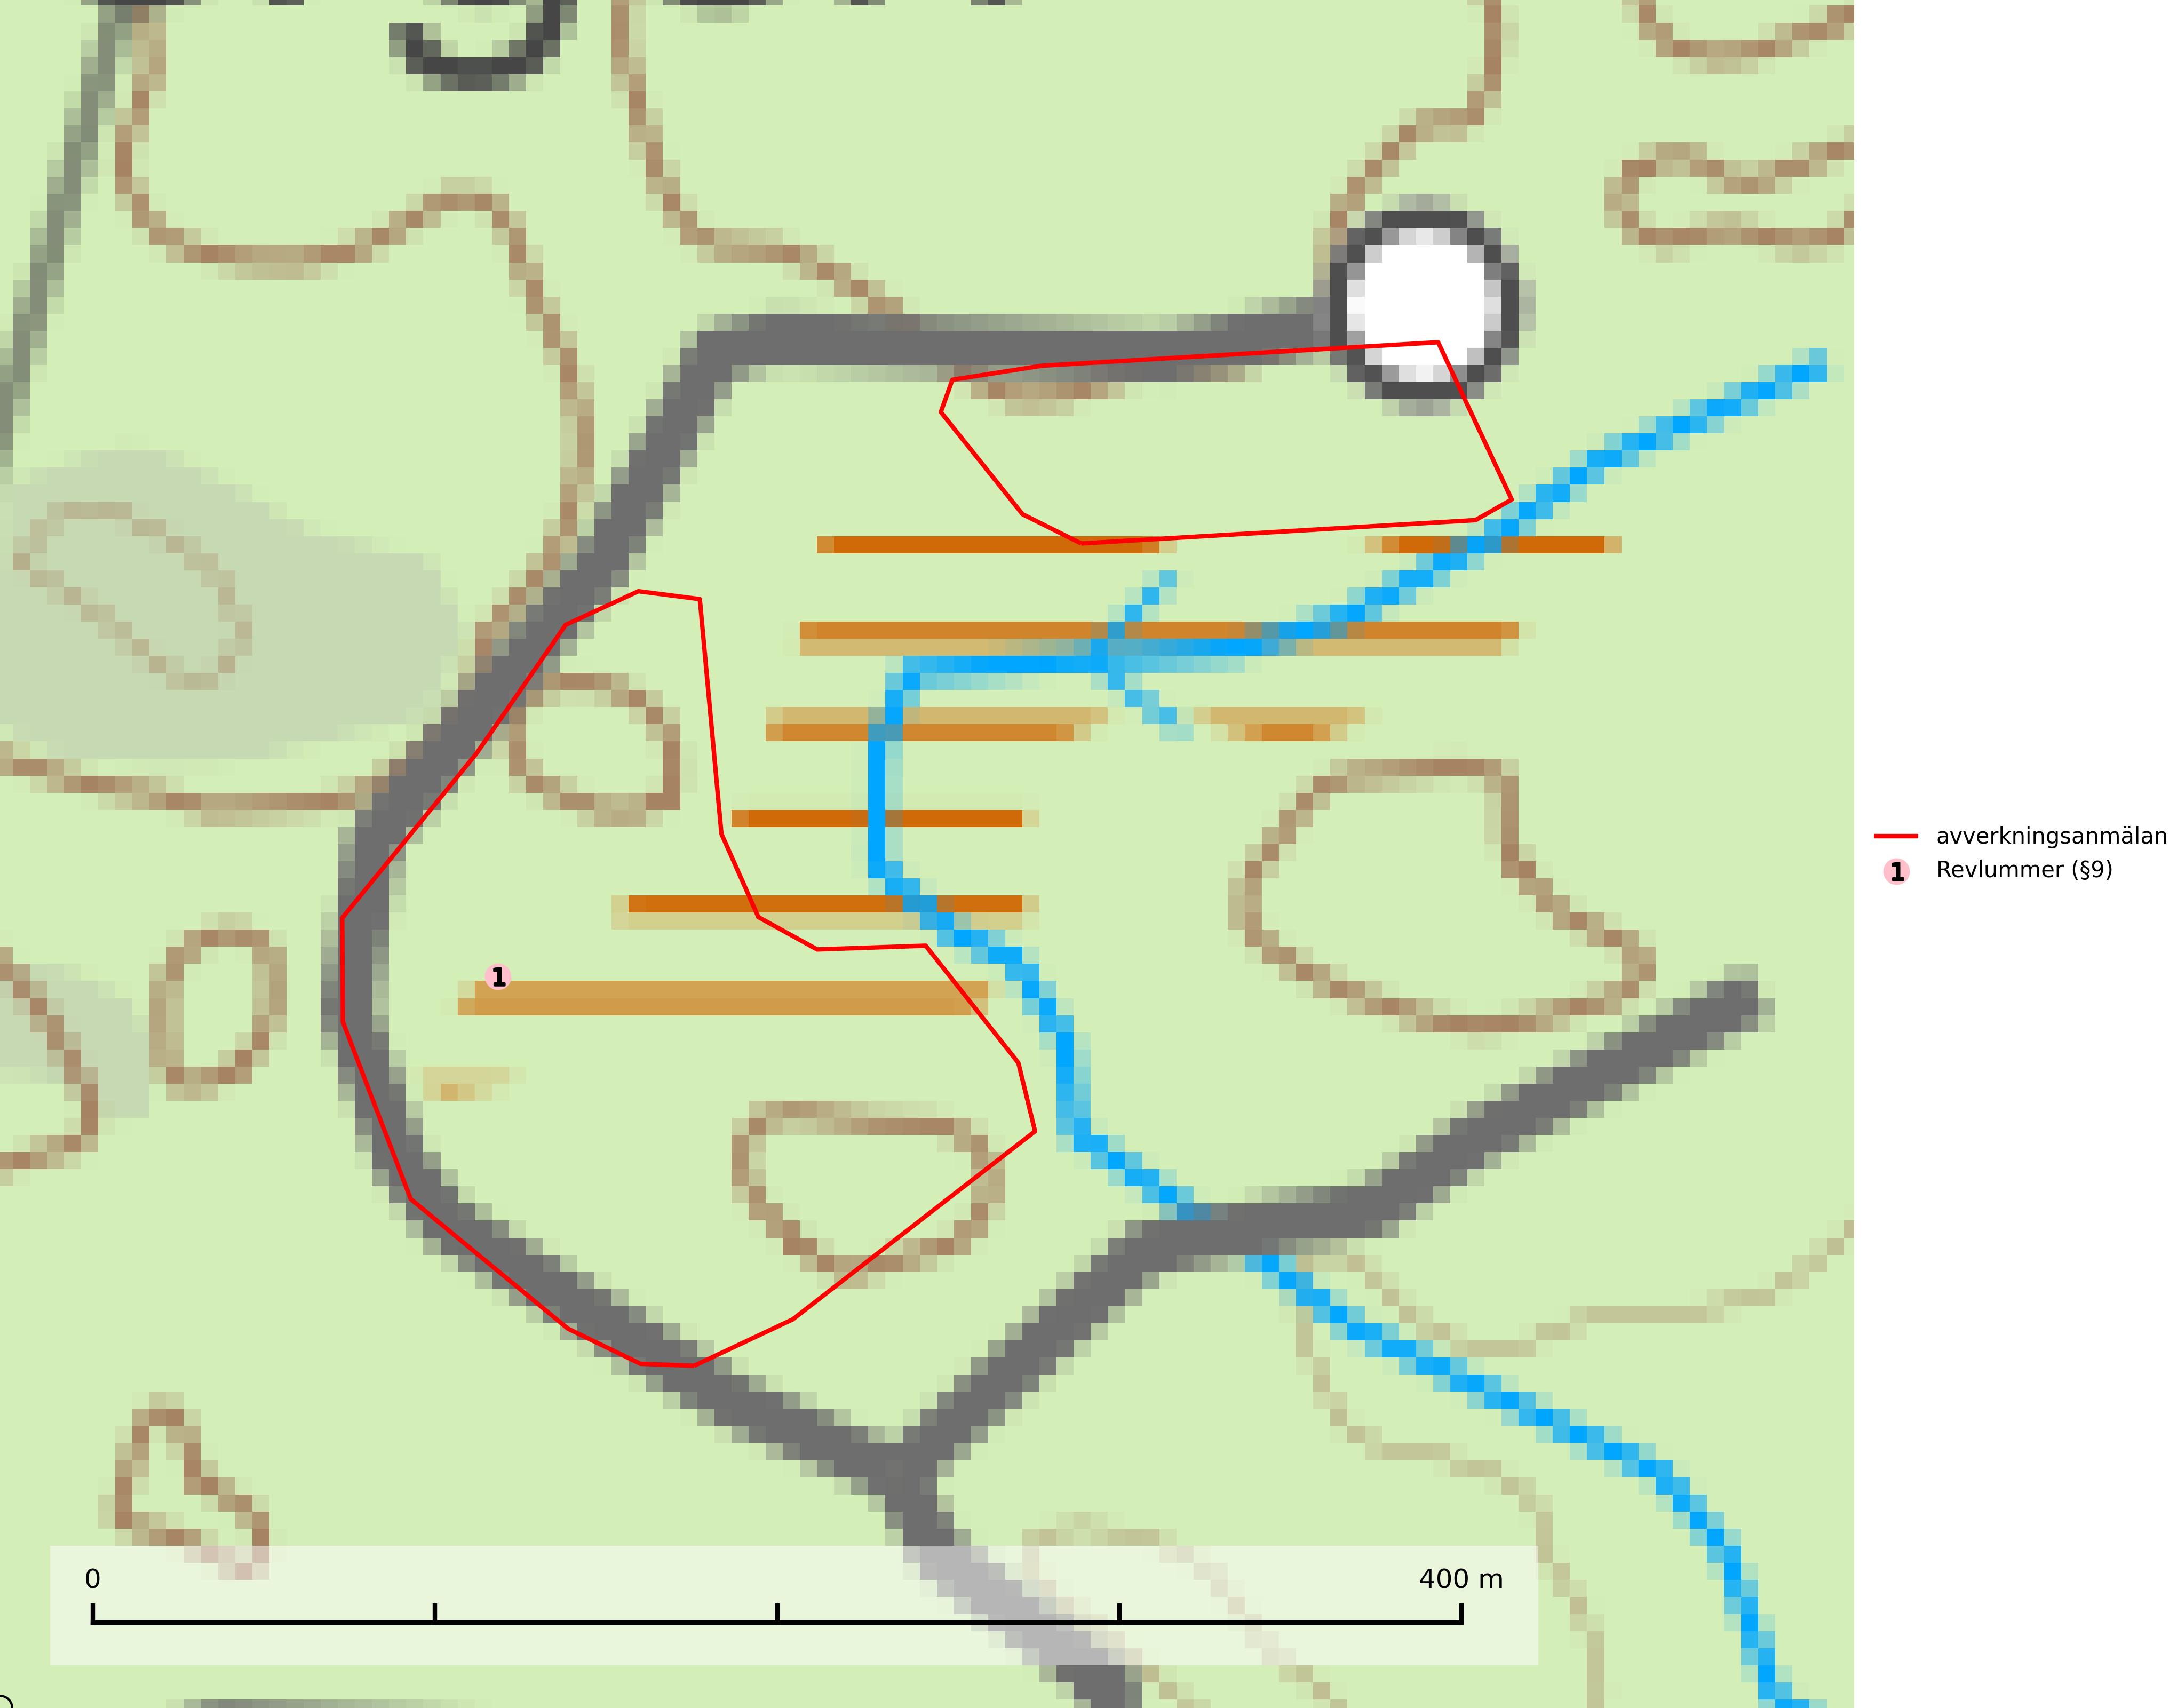 1
0
400 m
avverkningsanmälan
1 Revlummer (§9)